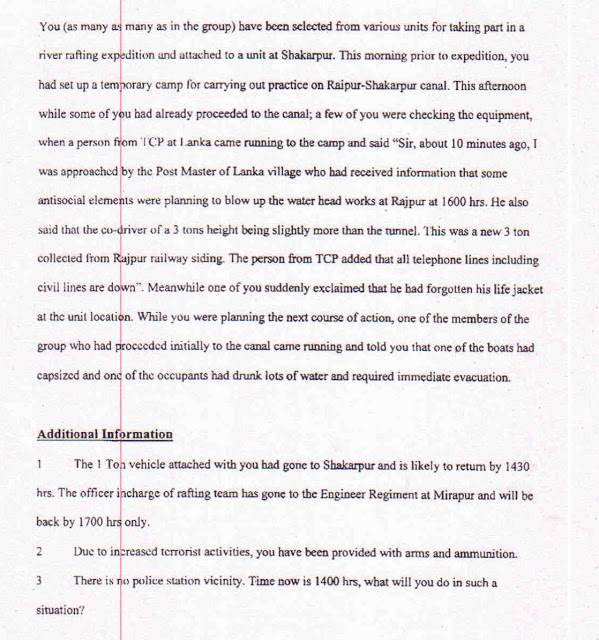 You (as many as many as in the group) have been selected from various units for taking part in a
river rafting expedition and attached to a unit at Shakarpur. This morning prior to expedition, you
had set up a temporary camp for carrying out practice on Raipur-Shakarpur canal. This afternoon
while some of you had already proceeded to the canal; a few of you were checking the equipment,
when a person from TCP at Lanka came running to the camp and said “Sir, about 10 minutes ago, I
was approached by the Post Master of Lanka village who had received information that some
antisocial elements were planning to blow up the water head works at Rajpur at 1600 hrs. He also
said that the co-driver of a 3 tons height being slightly more than the tunnel. This was a new 3 ton
collected from Rajpur railway siding. The person from TCP added that all telephone lines including
civil lines are down”. Meanwhile one of you suddenly exclaimed that he had forgotten his life jacket
at the unit location. While you were planning the next course of action, one of the members of the
group who had proceeded initially to the canal came running and told you that one of the boats had
capsized and one of the occupants had drunk lots of water and required immediate evacuation.
Additional Information
1 The 1 Ton vehicle attached with you had gone to Shakarpur and is likely to return by 1430
hrs. The officer incharge of rafting team has gone to the Engineer Regiment at Mirapur and will be
back by 1700 hrs only.
2 Due to increased terrorist activities, you have been provided with arms and ammunition.
3 There is no police station vicinity. Time now is 1400 hrs, what will you do in such a
situation?